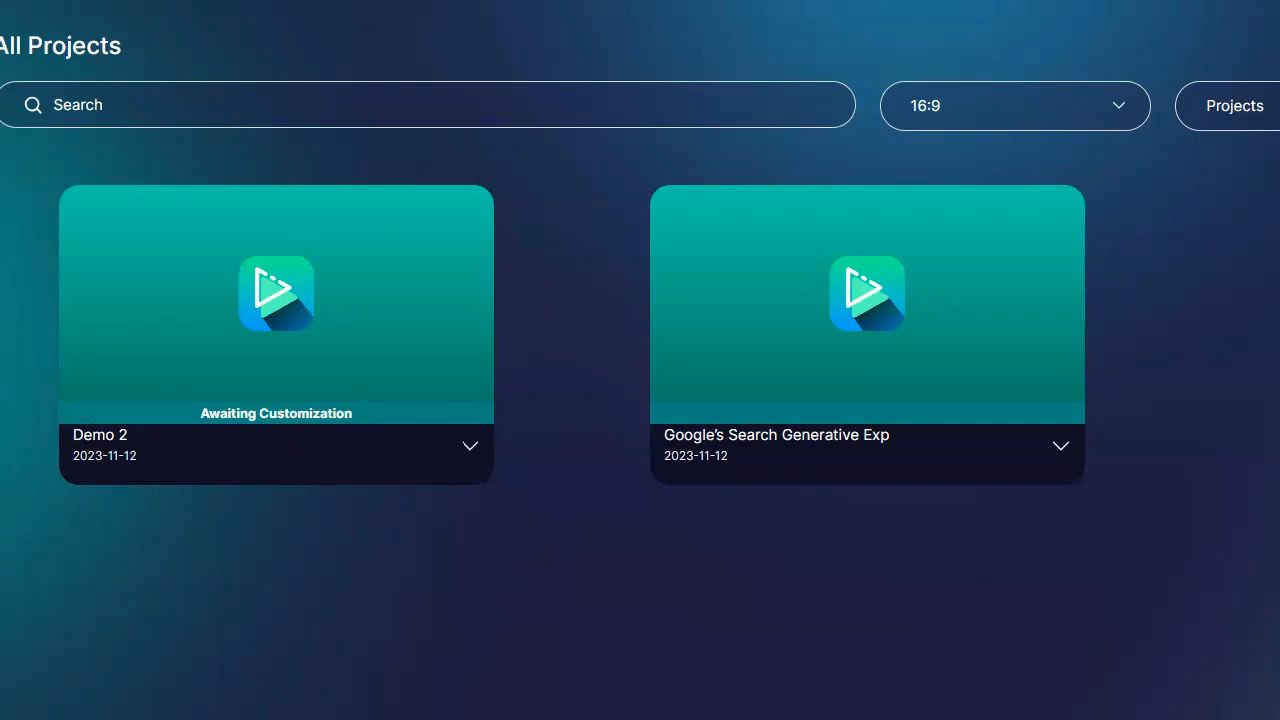 All Projects
Search
16:9
Projects
Awaiting Customization
Demo 2
2023-11-12
Google's Search Generative Exp
2023-11-12